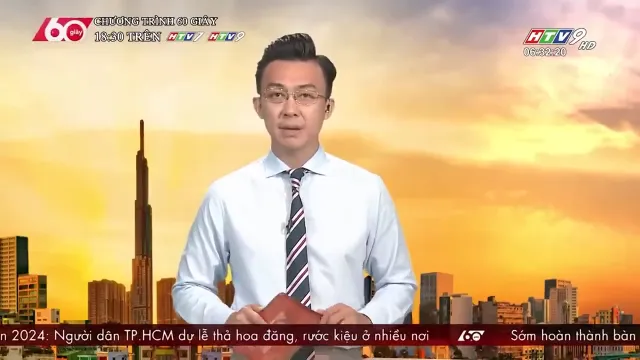 60 giây
CHƯƠNG TRÌNH 60 GIÂY
18:30 TRÊN HTV7 HTV9
HTV9 HD
06:32:20
n 2024: Người dân TP.HCM dự lễ thả hoa đăng, rước kiệu ở nhiều nơi 60 Sớm hoàn thành bàn